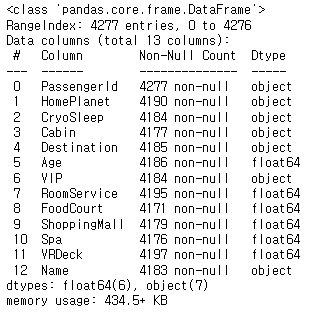 <class 'pandas.core.frame.DataFrame'>
RangeIndex: 4277 entries, 0 to 4276
Data columns (total 13 columns):
 #   Column        Non-Null Count  Dtype
---  ------        --------------  -----
 0   PassengerId   4277 non-null   object
 1   HomePlanet    4190 non-null   object
 2   CryoSleep     4184 non-null   object
 3   Cabin         4177 non-null   object
 4   Destination   4185 non-null   object
 5   Age           4186 non-null   float64
 6   VIP           4184 non-null   object
 7   RoomService   4195 non-null   float64
 8   FoodCourt     4171 non-null   float64
 9   ShoppingMall  4179 non-null   float64
 10  Spa           4176 non-null   float64
 11  VRDeck        4197 non-null   float64
 12  Name          4183 non-null   object
dtypes: float64(6), object(7)
memory usage: 434.5+ KB